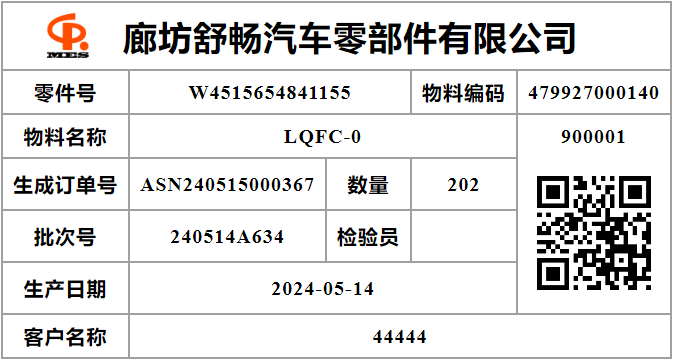 廊坊舒畅汽车零部件有限公司
MES
零件号 W4515654841155 物料编码 479927000140
物料名称 LQFC-0 900001
生成订单号 ASN240515000367 数量 202
批次号 240514A634 检验员
生产日期 2024-05-14
客户名称 44444